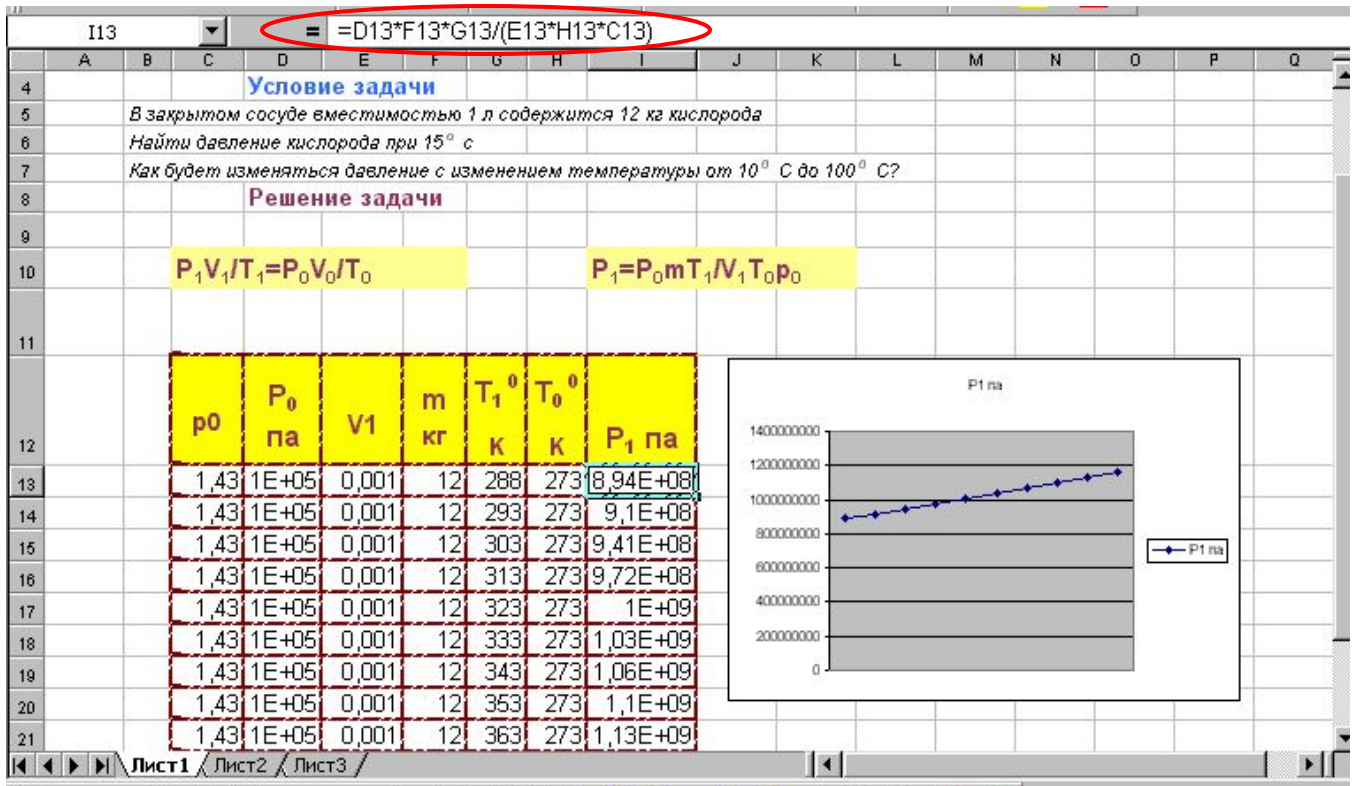 I13 = =D13*F13*G13/(E13*H13*C13)
A B C D E F G H I J K L M N O P Q
4 Условие задачи
5 В закрытом сосуде вместимостью 1 л содержится 12 кг кислорода
6 Найти давление кислорода при 15° с
7 Как будет изменяться давление с изменением температуры от 10⁰ С до 100⁰ С?
8 Решение задачи
9
10 P₁V₁/T₁=P₀V₀/T₀ P₁=P₀mT₁/V₁T₀p₀
11
12 p0 P₀ па V1 m кг T₁⁰ К T₀⁰ К P₁ па
13 1,43 1E+05 0,001 12 288 273 8,94E+08
14 1,43 1E+05 0,001 12 293 273 9,1E+08
15 1,43 1E+05 0,001 12 303 273 9,41E+08
16 1,43 1E+05 0,001 12 313 273 9,72E+08
17 1,43 1E+05 0,001 12 323 273 1E+09
18 1,43 1E+05 0,001 12 333 273 1,03E+09
19 1,43 1E+05 0,001 12 343 273 1,06E+09
20 1,43 1E+05 0,001 12 353 273 1,1E+09
21 1,43 1E+05 0,001 12 363 273 1,13E+09
P1 па
1400000000
1200000000
1000000000
800000000
600000000
400000000
200000000
0
P1 па
Лист1 Лист2 Лист3